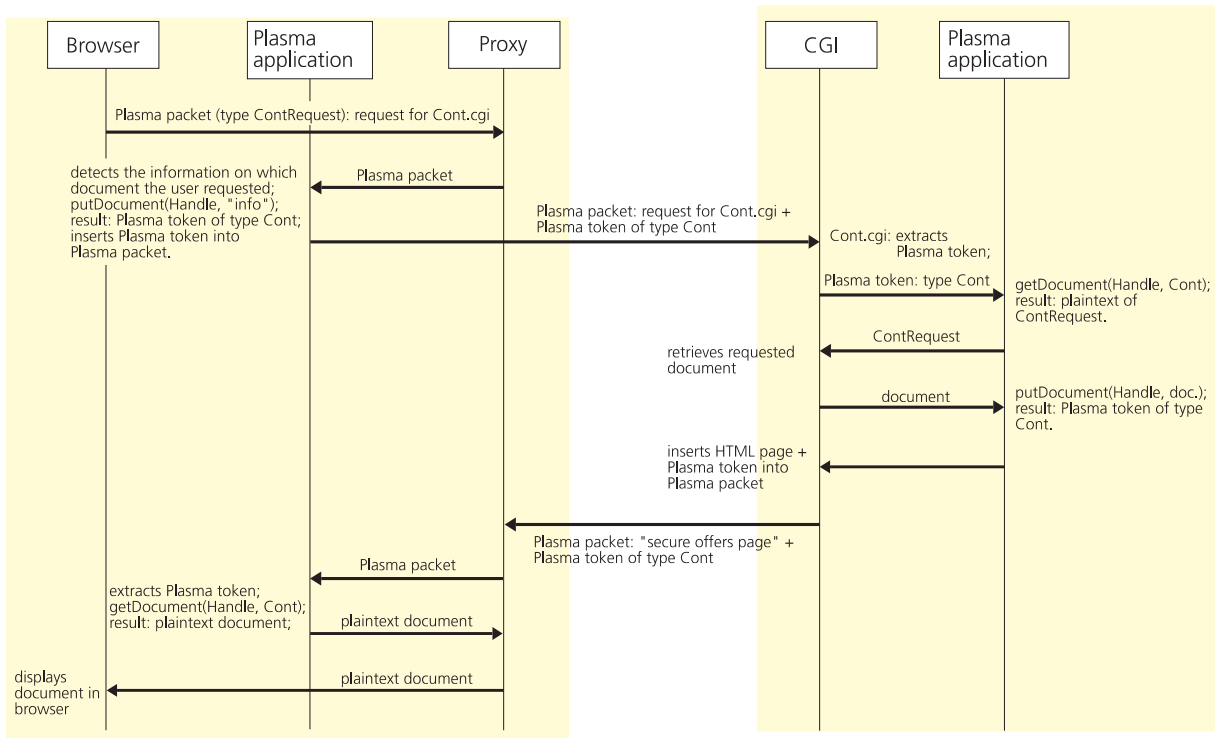 Browser
Plasma
application
Proxy
CGI
Plasma
application
Plasma packet (type ContRequest): request for Cont.cgi
detects the information on which
document the user requested;
putDocument(Handle, "info");
result: Plasma token of type Cont;
inserts Plasma token into
Plasma packet.
Plasma packet
Plasma packet: request for Cont.cgi +
Plasma token of type Cont
Cont.cgi: extracts
Plasma token;
Plasma token: type Cont
getDocument(Handle, Cont);
result: plaintext of
ContRequest.
ContRequest
retrieves requested
document
document
putDocument(Handle, doc.);
result: Plasma token of type
Cont.
inserts HTML page +
Plasma token into
Plasma packet
Plasma packet: "secure offers page" +
Plasma token of type Cont
Plasma packet
extracts Plasma token;
getDocument(Handle, Cont);
result: plaintext document;
plaintext document
displays
document in
browser
plaintext document